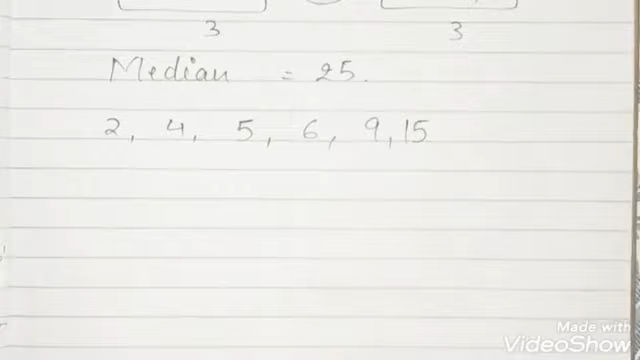 3 3
Median = 25.
2, 4, 5, 6, 9, 15
Made with
VideoShow